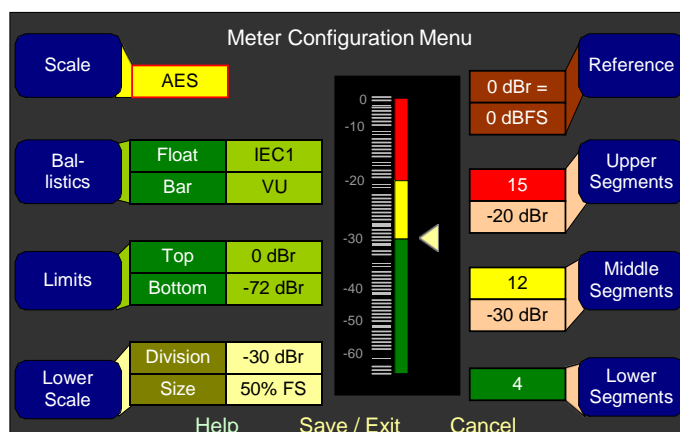 Meter Configuration Menu
Scale
AES
Bal-
listics
Float IEC1
Bar VU
Limits
Top 0 dBr
Bottom -72 dBr
Lower
Scale
Division -30 dBr
Size 50% FS
0
-10
-20
-30
-40
-50
-60
0 dBr =
0 dBFS
Reference
15
-20 dBr
Upper
Segments
12
-30 dBr
Middle
Segments
4
Lower
Segments
Help Save / Exit Cancel